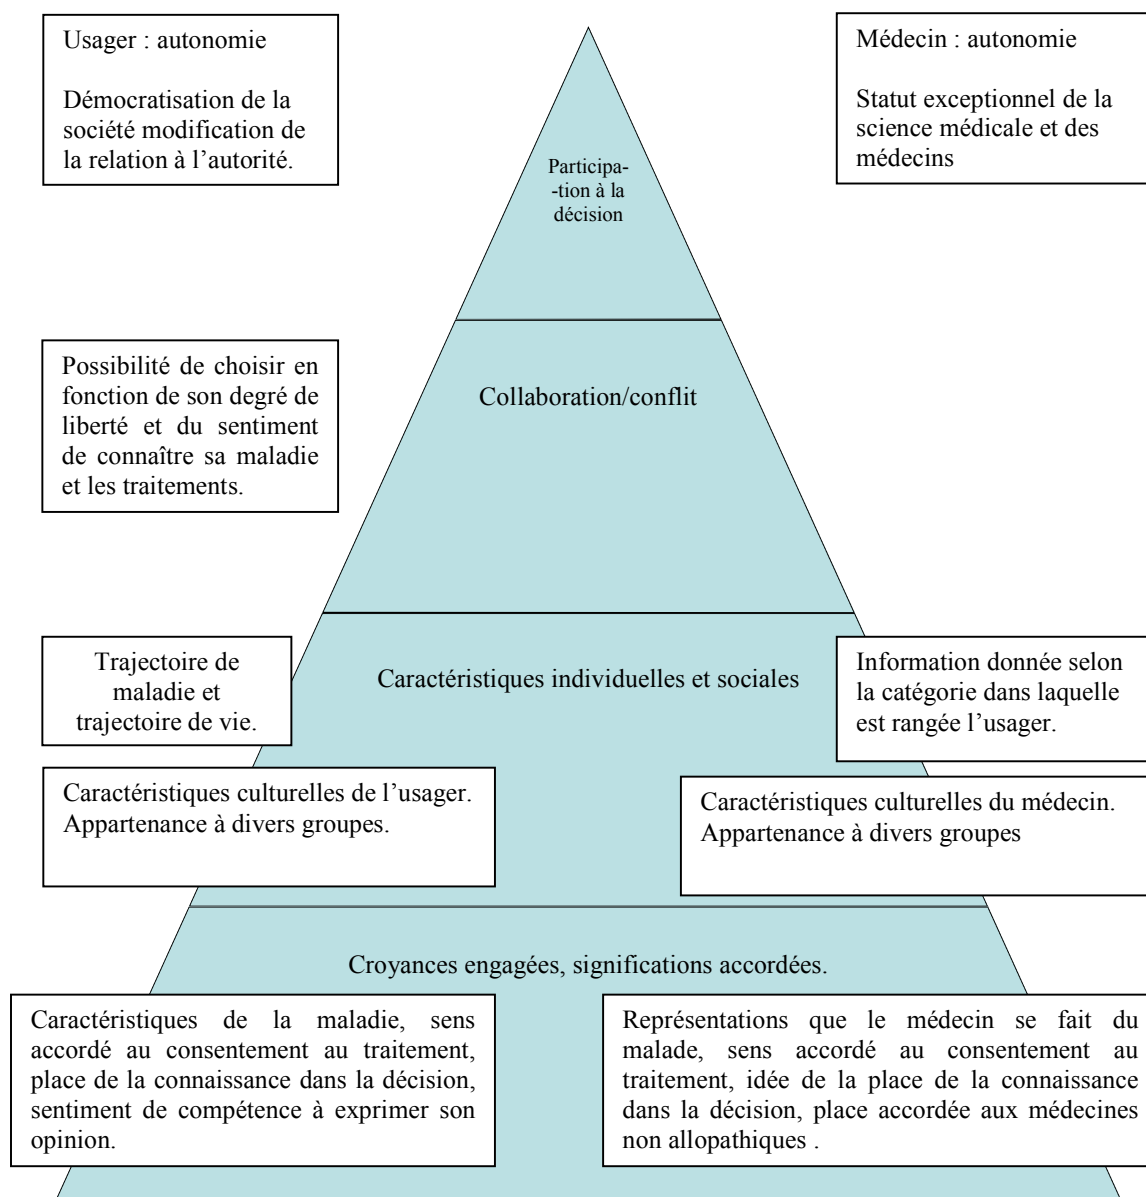 Usager : autonomie
Démocratisation de la
société modification de
la relation à l’autorité.
Médecin : autonomie
Statut exceptionnel de la
science médicale et des
médecins
Participa-
-tion à la
décision
Possibilité de choisir en
fonction de son degré de
liberté et du sentiment
de connaître sa maladie
et les traitements.
Collaboration/conflit
Trajectoire de
maladie et
trajectoire de vie.
Caractéristiques individuelles et sociales
Information donnée selon
la catégorie dans laquelle
est rangée l’usager.
Caractéristiques culturelles de l’usager.
Appartenance à divers groupes.
Caractéristiques culturelles du médecin.
Appartenance à divers groupes
Croyances engagées, significations accordées.
Caractéristiques de la maladie, sens
accordé au consentement au traitement,
place de la connaissance dans la décision,
sentiment de compétence à exprimer son
opinion.
Représentations que le médecin se fait du
malade, sens accordé au consentement au
traitement, idée de la place de la connaissance
dans la décision, place accordée aux médecines
non allopathiques .